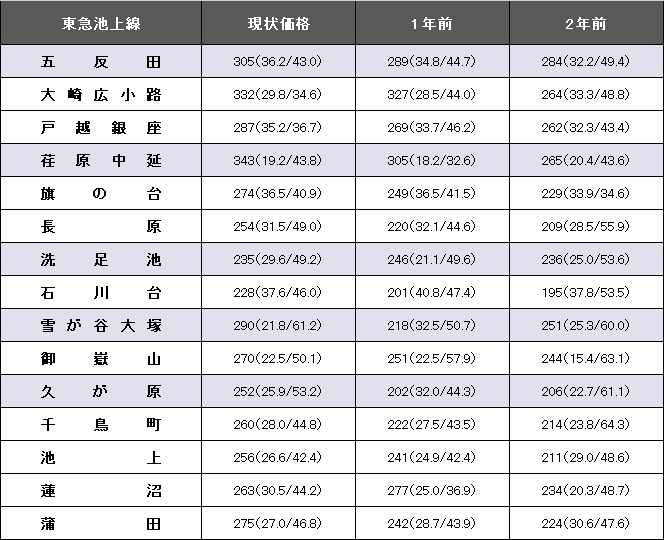 東急池上線 現状価格 1年前 2年前
五反田 305(36.2/43.0) 289(34.8/44.7) 284(32.2/49.4)
大崎広小路 332(29.8/34.6) 327(28.5/44.0) 264(33.3/48.8)
戸越銀座 287(35.2/36.7) 269(33.7/46.2) 262(32.3/43.4)
荏原中延 343(19.2/43.8) 305(18.2/32.6) 265(20.4/43.6)
旗の台 274(36.5/40.9) 249(36.5/41.5) 229(33.9/34.6)
長原 254(31.5/49.0) 220(32.1/44.6) 209(28.5/55.9)
洗足池 235(29.6/49.2) 246(21.1/49.6) 236(25.0/53.6)
石川台 228(37.6/46.0) 201(40.8/47.4) 195(37.8/53.5)
雪が谷大塚 290(21.8/61.2) 218(32.5/50.7) 251(25.3/60.0)
御嶽山 270(22.5/50.1) 251(22.5/57.9) 244(15.4/63.1)
久が原 252(25.9/53.2) 202(32.0/44.3) 206(22.7/61.1)
千鳥町 260(28.0/44.8) 222(27.5/43.5) 214(23.8/64.3)
池上 256(26.6/42.4) 241(24.9/42.4) 211(29.0/48.6)
蓮沼 263(30.5/44.2) 277(25.0/36.9) 234(20.3/48.7)
蒲田 275(27.0/46.8) 242(28.7/43.9) 224(30.6/47.6)